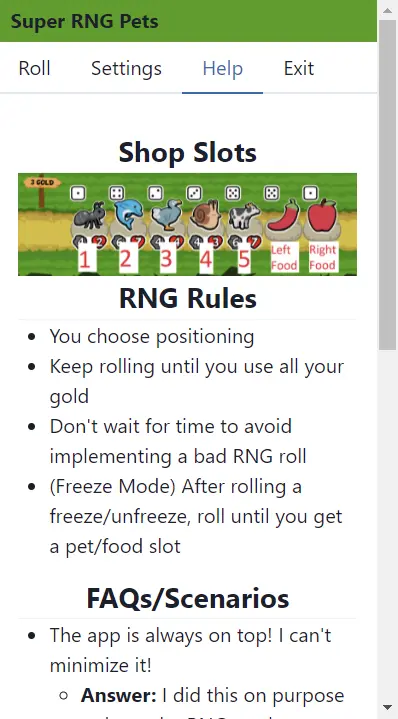 Super RNG Pets
Roll Settings Help Exit
Shop Slots
3 GOLD
1 2 3 4 5 Left Food Right Food
RNG Rules
You choose positioning
Keep rolling until you use all your
gold
Don't wait for time to avoid
implementing a bad RNG roll
(Freeze Mode) After rolling a
freeze/unfreeze, roll until you get
a pet/food slot
FAQs/Scenarios
The app is always on top! I can't
minimize it!
Answer: I did this on purpose